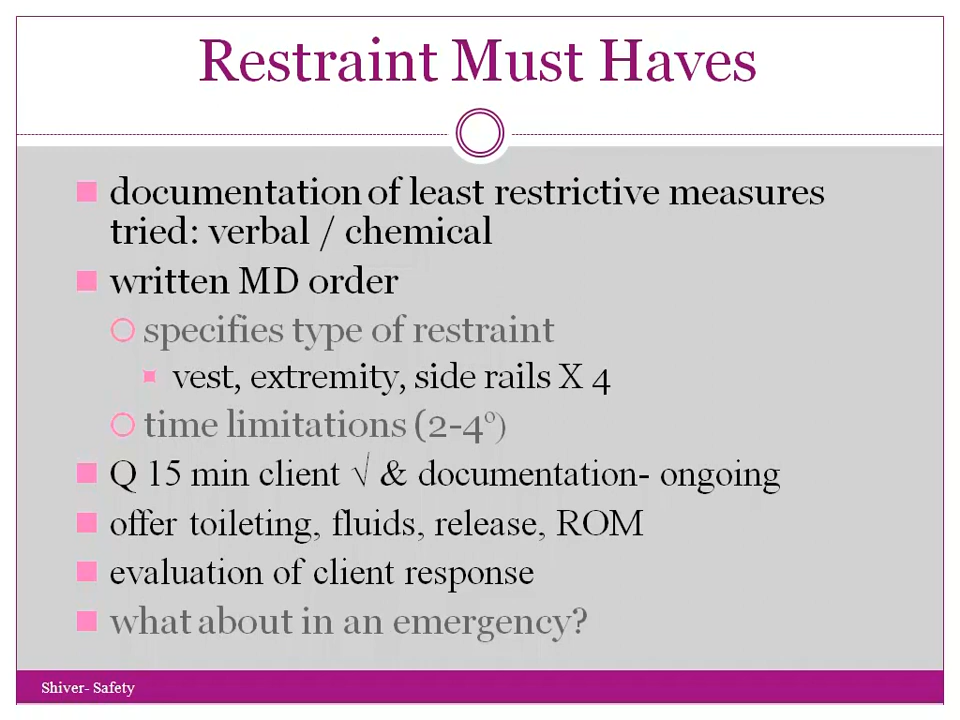 Restraint Must Haves
documentation of least restrictive measures
tried: verbal / chemical
written MD order
specifies type of restraint
vest, extremity, side rails X 4
time limitations (2-4º)
Q 15 min client √ & documentation- ongoing
offer toileting, fluids, release, ROM
evaluation of client response
what about in an emergency?
Shiver- Safety